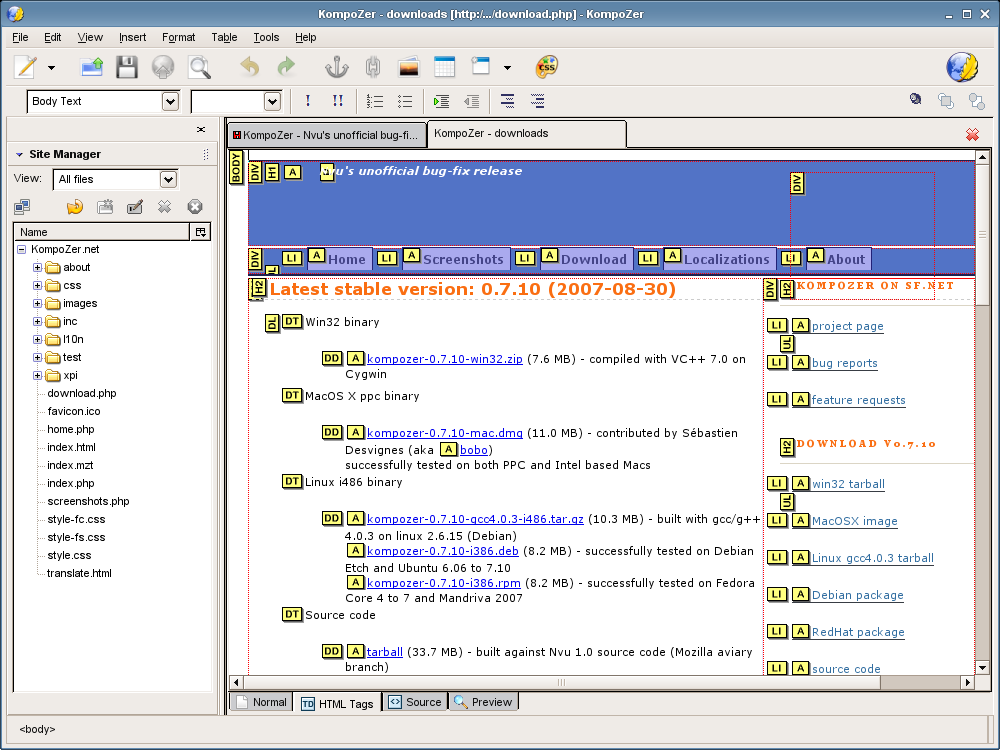 KompoZer - downloads [http:/.../download.php] - KompoZer
File Edit View Insert Format Table Tools Help
CSS
Body Text
! !!
KompoZer - Nvu's unofficial bug-fi...
KompoZer - downloads
Site Manager
View: All files
Name
KompoZer.net
about
css
images
inc
l10n
test
xpi
download.php
favicon.ico
home.php
index.html
index.mzt
index.php
screenshots.php
style-fc.css
style-fs.css
style.css
translate.html
BODY DIV H1 A vu's unofficial bug-fix release
DIV
DIV LI A Home LI A Screenshots LI A Download LI A Localizations LI A About
H2 Latest stable version: 0.7.10 (2007-08-30)
DL DT Win32 binary
DD A kompozer-0.7.10-win32.zip (7.6 MB) - compiled with VC++ 7.0 on
Cygwin
DT MacOS X ppc binary
DD A kompozer-0.7.10-mac.dmg (11.0 MB) - contributed by Sébastien
Desvignes (aka A bobo)
successfully tested on both PPC and Intel based Macs
DT Linux i486 binary
DD A kompozer-0.7.10-gcc4.0.3-i486.tar.gz (10.3 MB) - built with gcc/g++
4.0.3 on linux 2.6.15 (Debian)
A kompozer-0.7.10-i386.deb (8.2 MB) - successfully tested on Debian
Etch and Ubuntu 6.06 to 7.10
A kompozer-0.7.10-i386.rpm (8.2 MB) - successfully tested on Fedora
Core 4 to 7 and Mandriva 2007
DT Source code
DD A tarball (33.7 MB) - built against Nvu 1.0 source code (Mozilla aviary
branch)
DIV H2 KOMPOZER ON SF.NET
LI A project page
UL
LI A bug reports
LI A feature requests
H2 DOWNLOAD V0.7.10
LI A win32 tarball
UL
LI A MacOSX image
LI A Linux gcc4.0.3 tarball
LI A Debian package
LI A RedHat package
LI A source code
Normal TD HTML Tags <> Source Preview
<body>